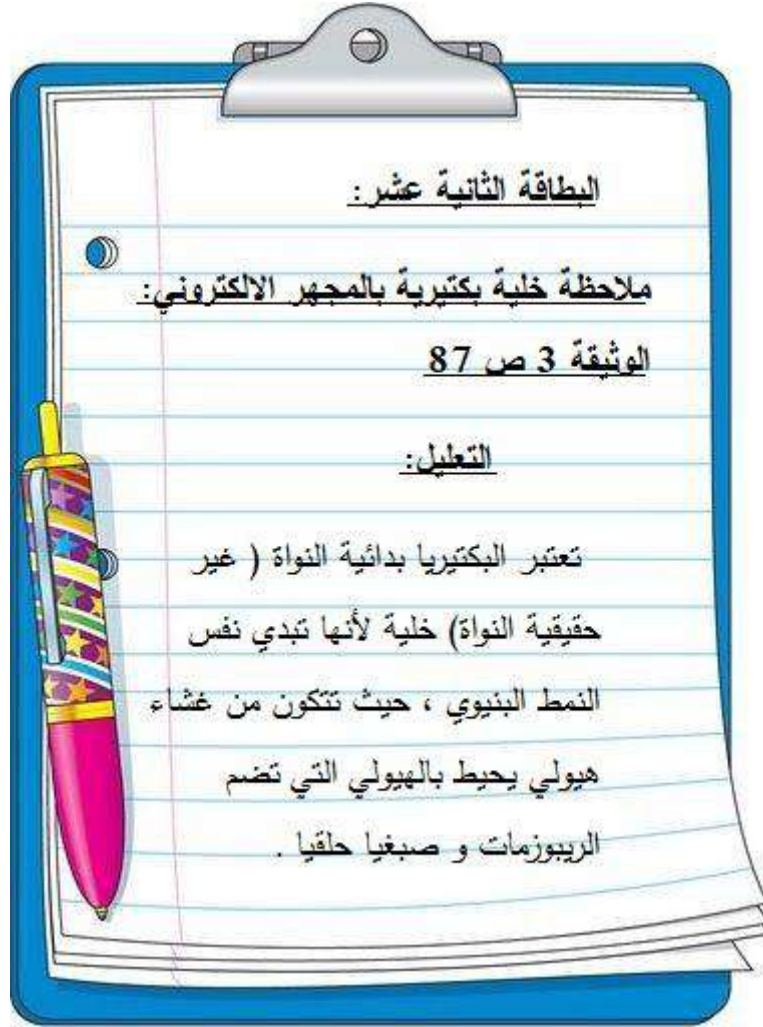 البطاقة الثانية عشر:
ملاحظة خلية بكتيرية بالمجهر الالكتروني:
الوثيقة 3 ص 87
التعليل:
تعتبر البكتيريا بدائية النواة ( غير
حقيقية النواة) خلية لأنها تبدي نفس
النمط البنيوي ، حيث تتكون من غشاء
هيولي يحيط بالهيولي التي تضم
الريبوزمات و صبغيا حلقيا .